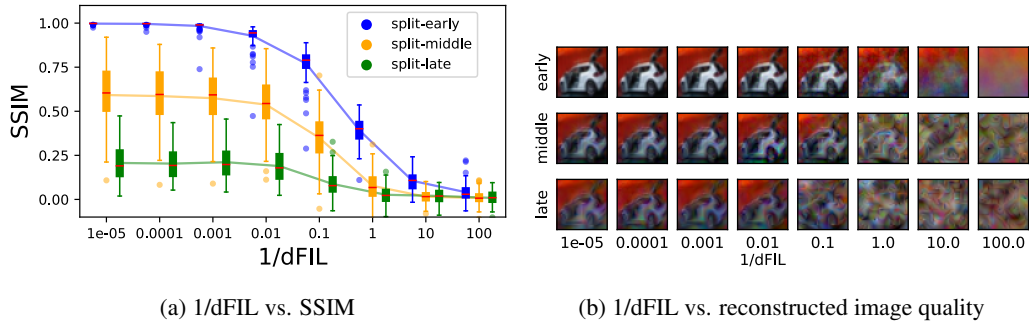 SSIM
1.00
0.75
0.50
0.25
0.00
split-early
split-middle
split-late
1e-05 0.0001 0.001 0.01 0.1 1 10 100
1/dFIL
(a) 1/dFIL vs. SSIM
early
middle
late
1e-05 0.0001 0.001 0.01 0.1 1.0 10.0 100.0
1/dFIL
(b) 1/dFIL vs. reconstructed image quality